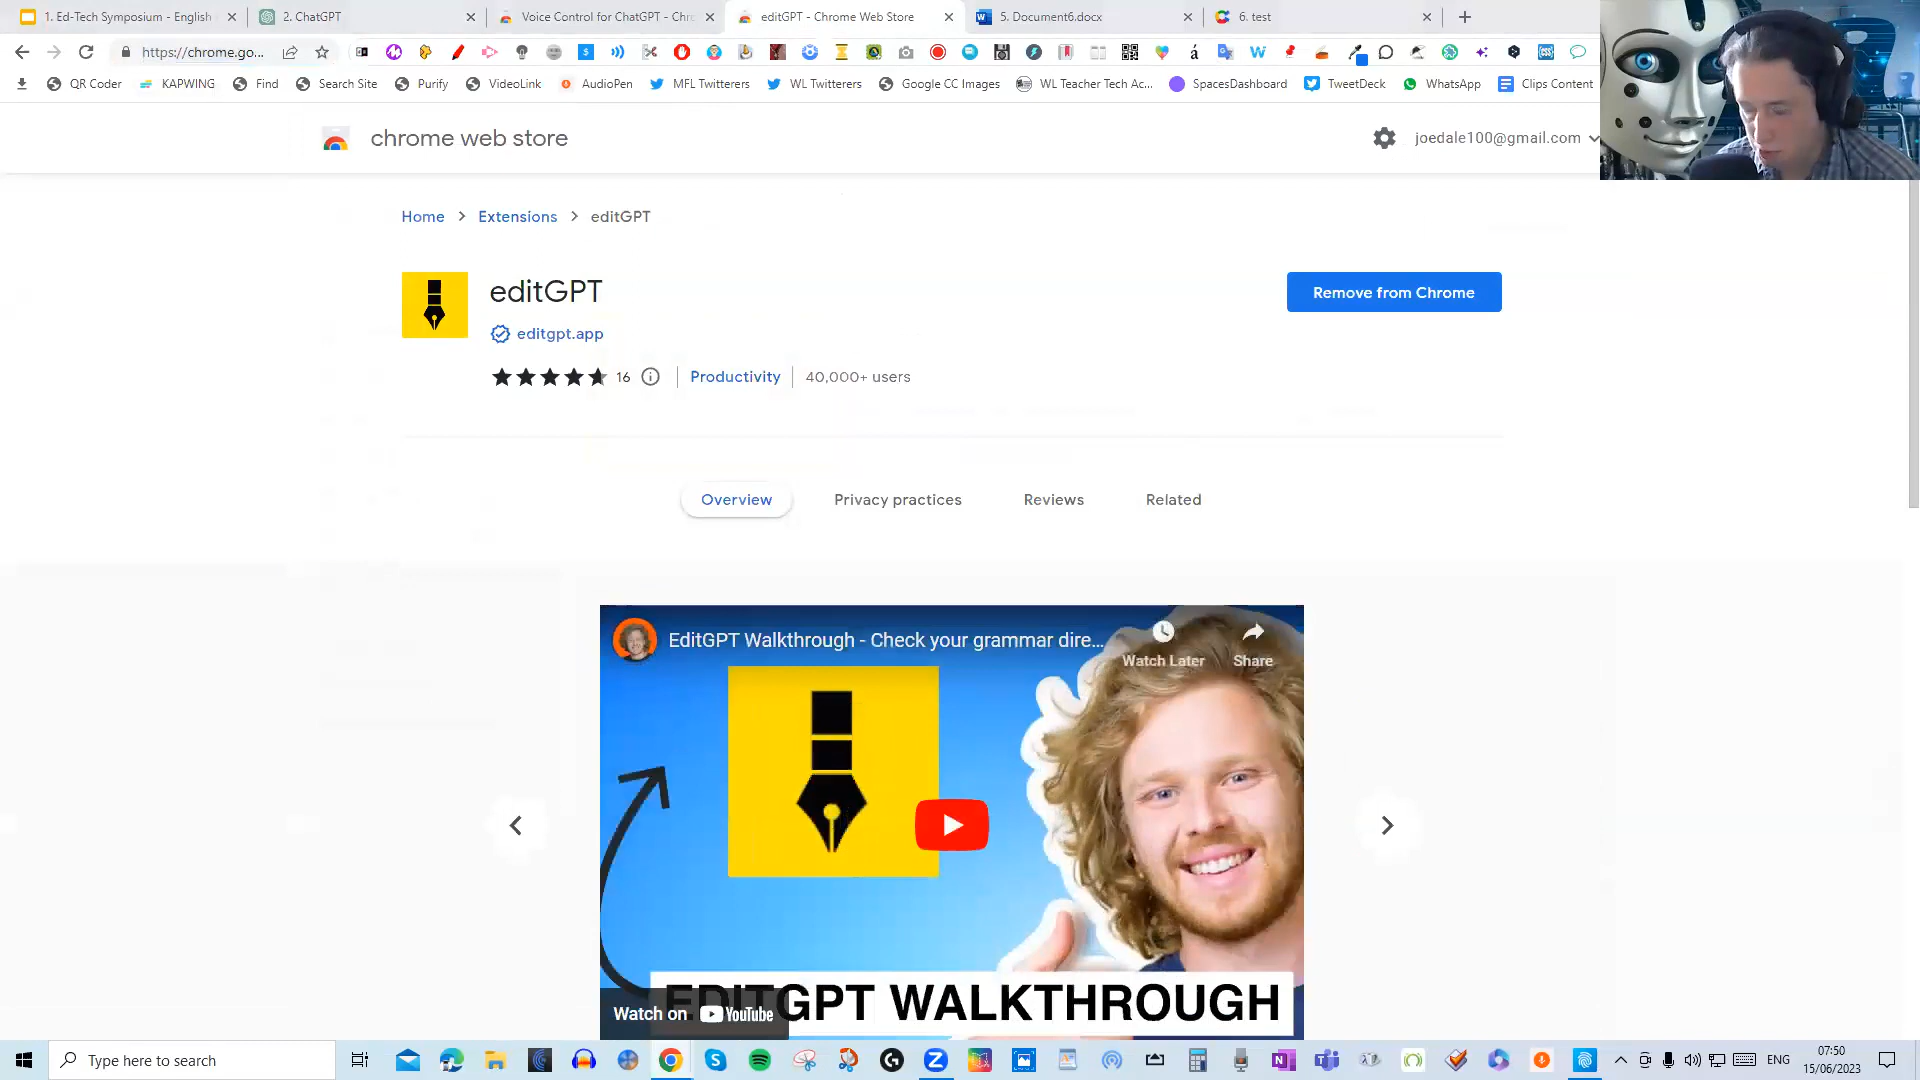 1. Ed-Tech Symposium - English
2. ChatGPT
Voice Control for ChatGPT - Chr
editGPT - Chrome Web Store
5. Document6.docx
6. test
https://chrome.go...
QR Coder
KAPWING
Find
Search Site
Purify
VideoLink
AudioPen
MFL Twitterers
WL Twitterers
Google CC Images
WL Teacher Tech Ac...
SpacesDashboard
TweetDeck
WhatsApp
Clips Content
chrome web store
joedale100@gmail.com
Home > Extensions > editGPT
editGPT
Remove from Chrome
editgpt.app
16
Productivity
40,000+ users
Overview
Privacy practices
Reviews
Related
EditGPT Walkthrough - Check your grammar dire...
Watch Later
Share
EDITGPT WALKTHROUGH
Watch on YouTube
Type here to search
ENG
07:50
15/06/2023